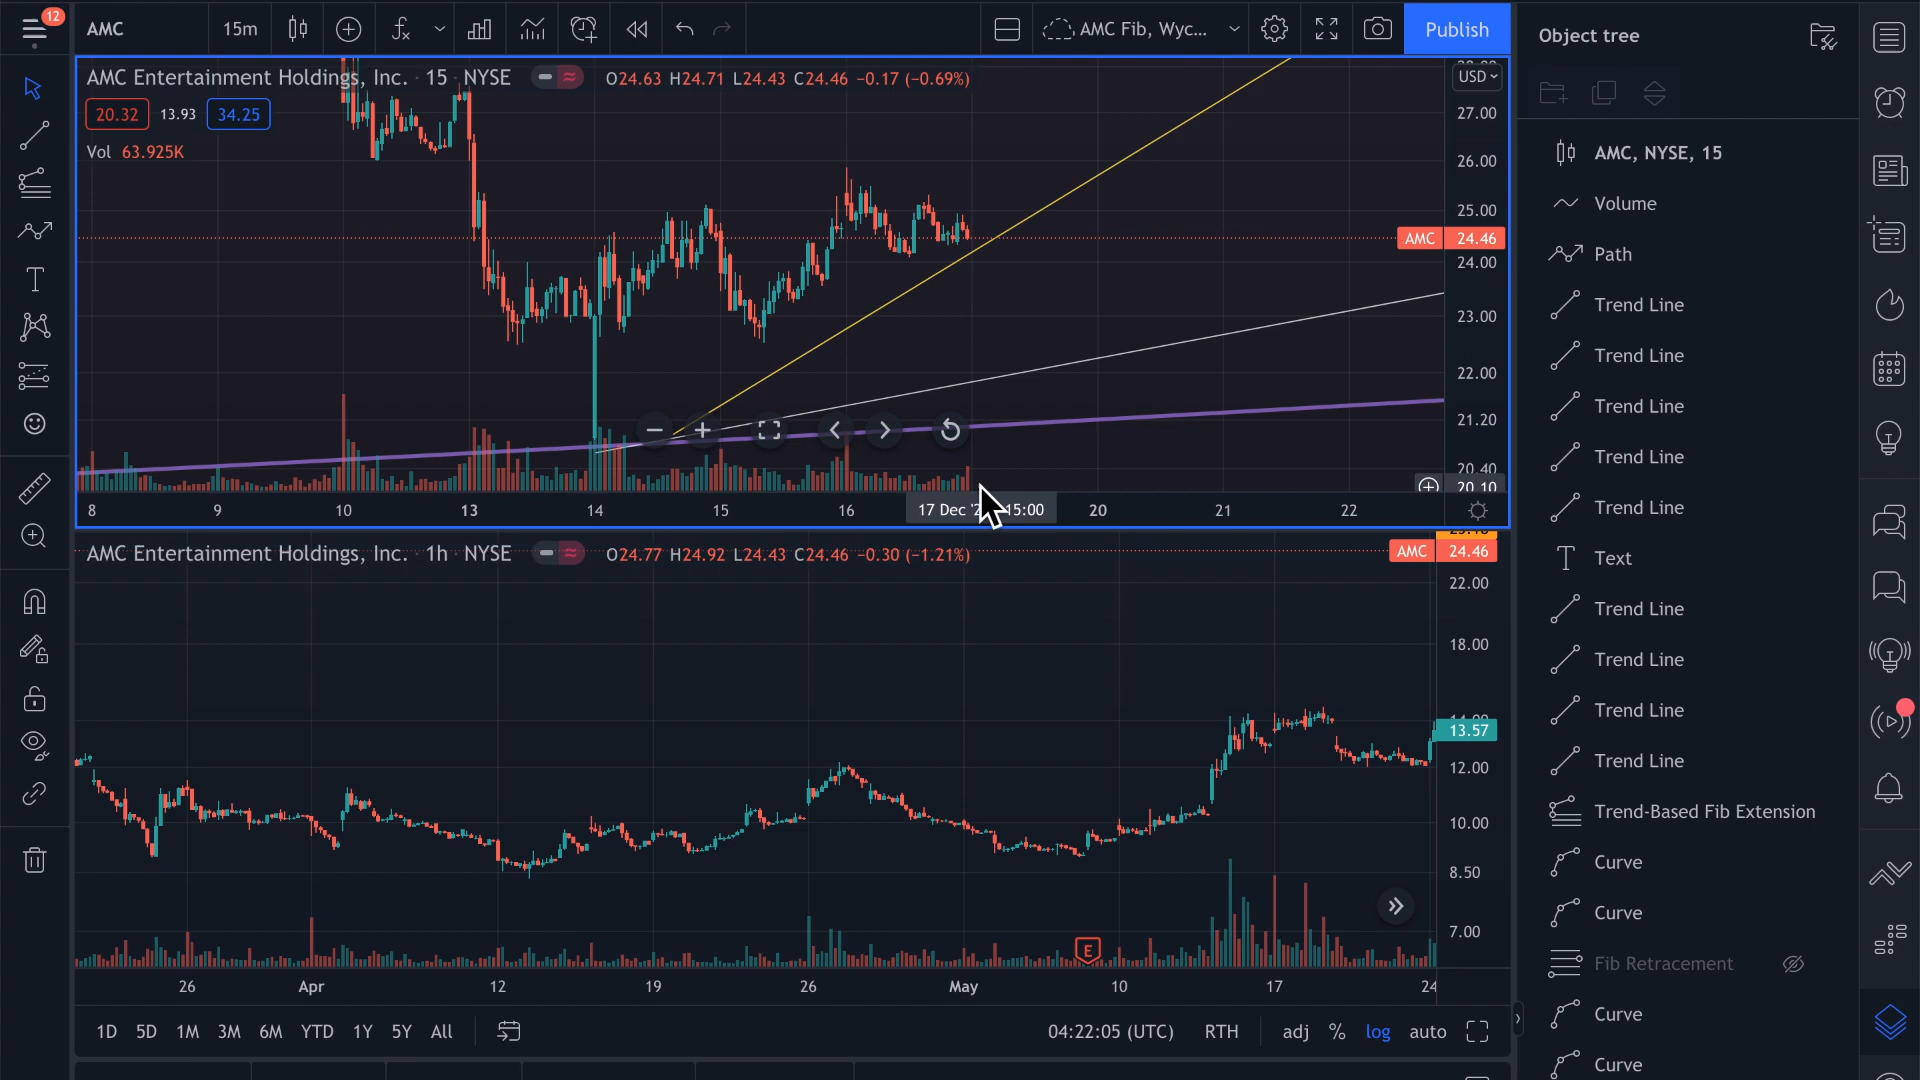 12
AMC
15m
AMC Fib, Wyc...
Publish
Object tree
AMC Entertainment Holdings, Inc. · 15 · NYSE
O24.63 H24.71 L24.43 C24.46 −0.17 (−0.69%)
USD
20.32
13.93
34.25
Vol 63.925K
27.00
26.00
25.00
AMC 24.46
24.00
23.00
22.00
21.20
20.40
20.10
8 9 10 13 14 15 16
17 Dec
15:00
20 21 22
AMC Entertainment Holdings, Inc. · 1h · NYSE
O24.77 H24.92 L24.43 C24.46 −0.30 (−1.21%)
AMC 24.46
22.00
18.00
13.57
12.00
10.00
8.50
7.00
E
26 Apr 12 19 26 May 10 17 24
1D 5D 1M 3M 6M YTD 1Y 5Y All
04:22:05 (UTC) RTH adj % log auto
AMC, NYSE, 15
Volume
Path
Trend Line
Trend Line
Trend Line
Trend Line
Trend Line
Text
Trend Line
Trend Line
Trend Line
Trend Line
Trend-Based Fib Extension
Curve
Curve
Fib Retracement
Curve
Curve